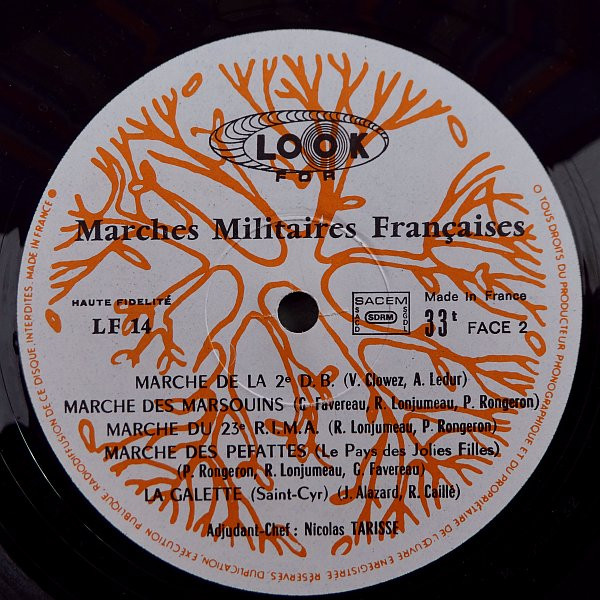 LOOK
FOR
Marches Militaires Françaises
HAUTE FIDELITÉ
LF 14
SACEM
SACD
SDRM
SGDL
Made in France
33t FACE 2
MARCHE DE LA 2e D.B. (V. Clowez, A. Ledur)
MARCHE DES MARSOUINS (G. Favereau, R. Lonjumeau, P. Rongeron)
MARCHE DU 23e R.I.M.A. (R. Lonjumeau, P. Rongeron)
MARCHE DES PEFATTES (Le Pays des Jolies Filles)
(P. Rongeron, R. Lonjumeau, G. Favereau)
LA GALETTE (Saint-Cyr) (J. Alazard, R. Caillé)
Adjudant-Chef : Nicolas TARISSE
TOUS DROITS DU PRODUCTEUR PHONOGRAPHIQUE ET DU PROPRIÉTAIRE DE L'ŒUVRE ENREGISTRÉE RÉSERVÉS. DUPLICATION, EXÉCUTION PUBLIQUE, RADIODIFFUSION DE CE DISQUE INTERDITES. MADE IN FRANCE